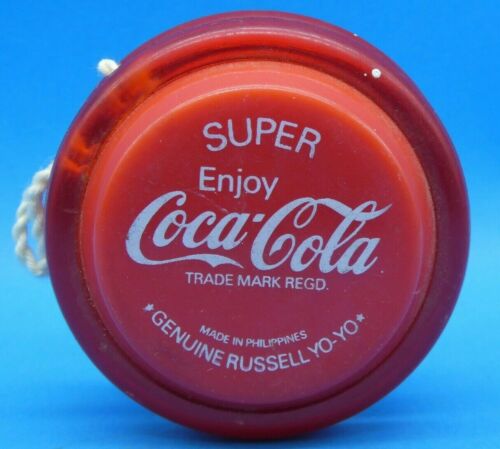 SUPER
Enjoy
Coca-Cola
TRADE MARK REGD.
MADE IN PHILIPPINES
* GENUINE RUSSELL YO-YO *